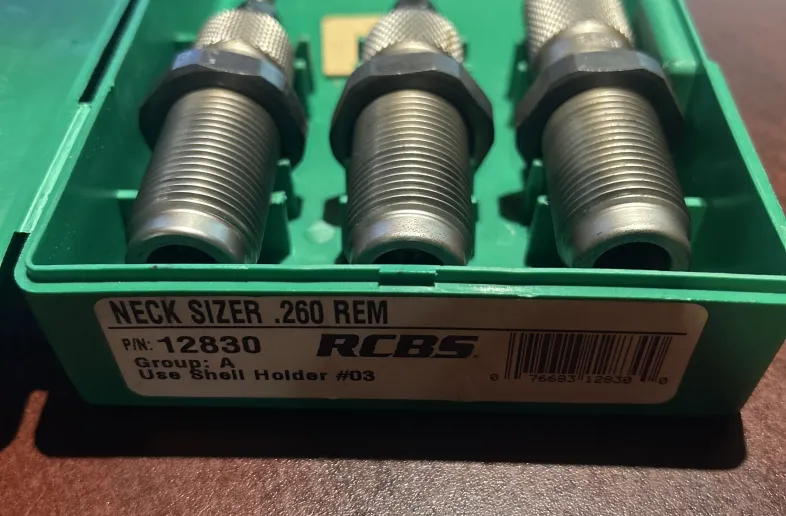 NECK SIZER .260 REM
P/N: 12830 RCBS.
Group: A
Use Shell Holder #03
0 76683 12830 0